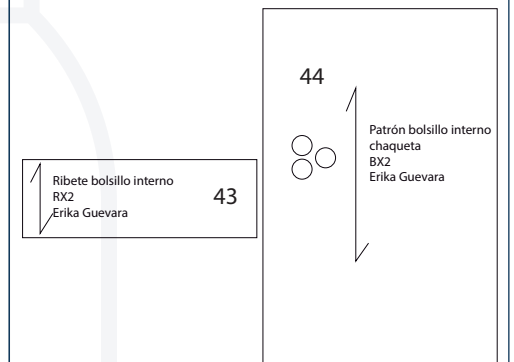 44
Patrón bolsillo interno
chaqueta
BX2
Erika Guevara
Ribete bolsillo interno
RX2
Erika Guevara
43